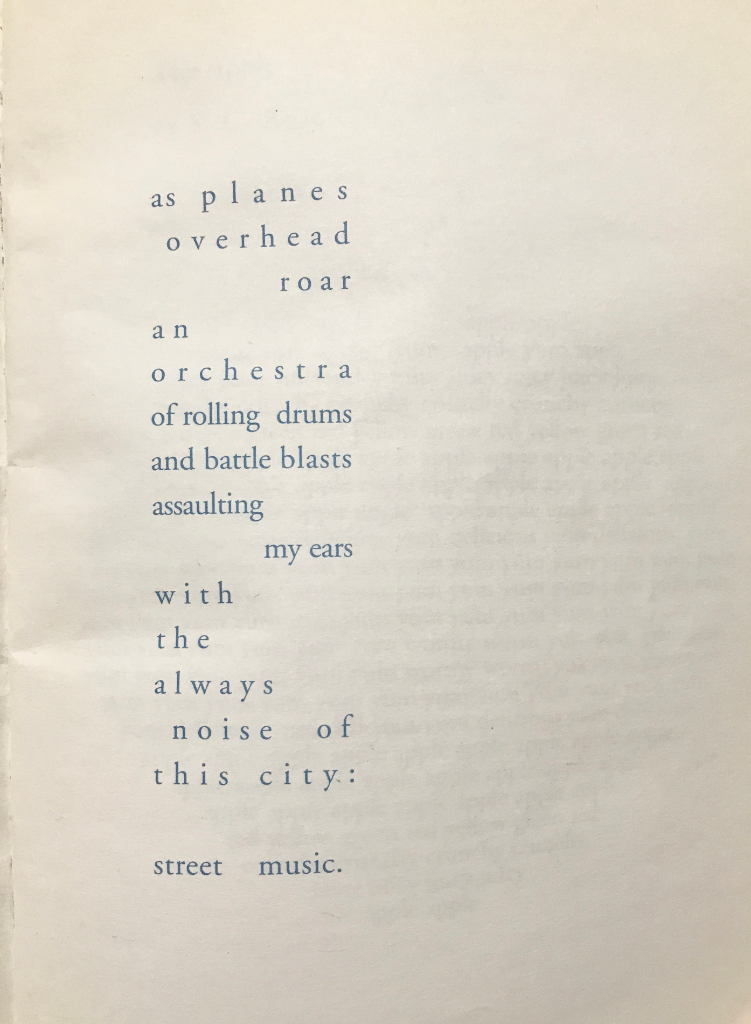 as planes
overhead
roar
an
orchestra
of rolling drums
and battle blasts
assaulting
my ears
with
the
always
noise of
this city:
street music.